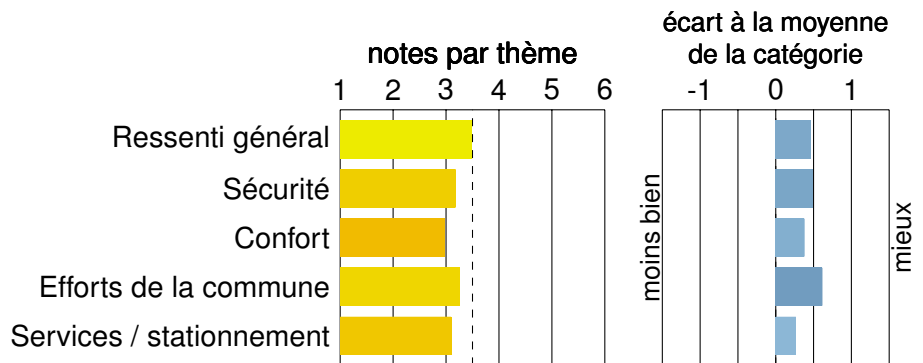 notes par thème
écart à la moyenne
de la catégorie
1 2 3 4 5 6
-1 0 1
Ressenti général
Sécurité
Confort
Efforts de la commune
Services / stationnement
moins bien
mieux